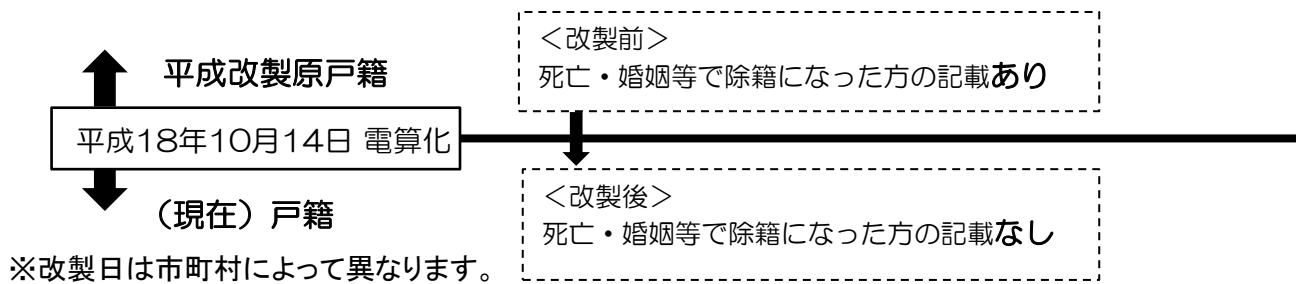 平成改製原戸籍
平成18年10月14日 電算化
(現在)戸籍
※改製日は市町村によって異なります。
<改製前>
死亡・婚姻等で除籍になった方の記載あり
<改製後>
死亡・婚姻等で除籍になった方の記載なし